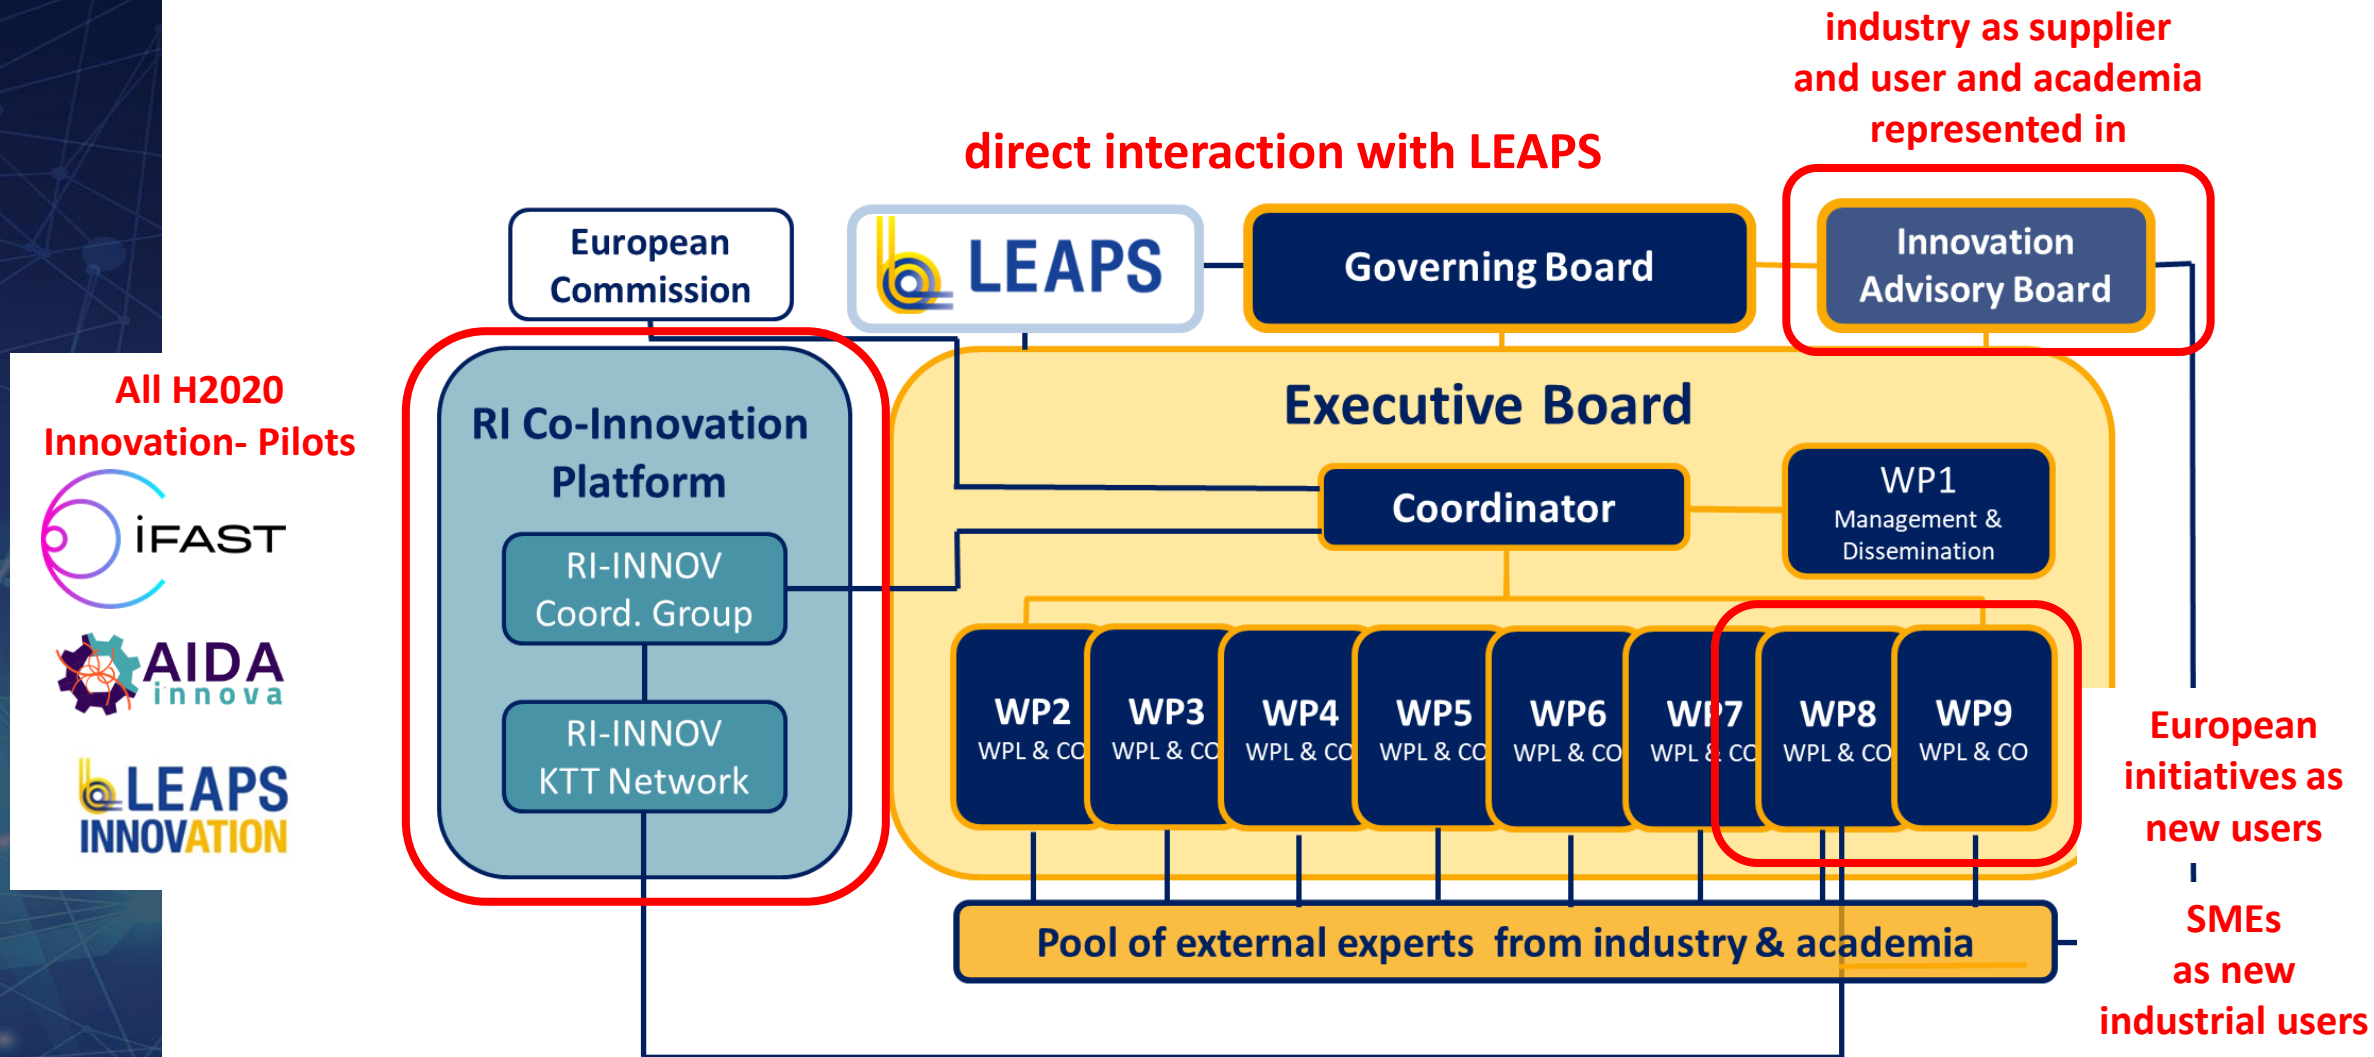 industry as supplier
and user and academia
represented in
direct interaction with LEAPS
European
Commission
LEAPS
Governing Board
Innovation
Advisory Board
All H2020
Innovation- Pilots
iFAST
AIDA
innova
LEAPS
INNOVATION
RI Co-Innovation
Platform
RI-INNOV
Coord. Group
RI-INNOV
KTT Network
Executive Board
Coordinator
WP1
Management &
Dissemination
WP2
WPL & CO
WP3
WPL & CO
WP4
WPL & CO
WP5
WPL & CO
WP6
WPL & CO
WP7
WPL & CO
WP8
WPL & CO
WP9
WPL & CO
European
initiatives as
new users
Pool of external experts from industry & academia
SMEs
as new
industrial users